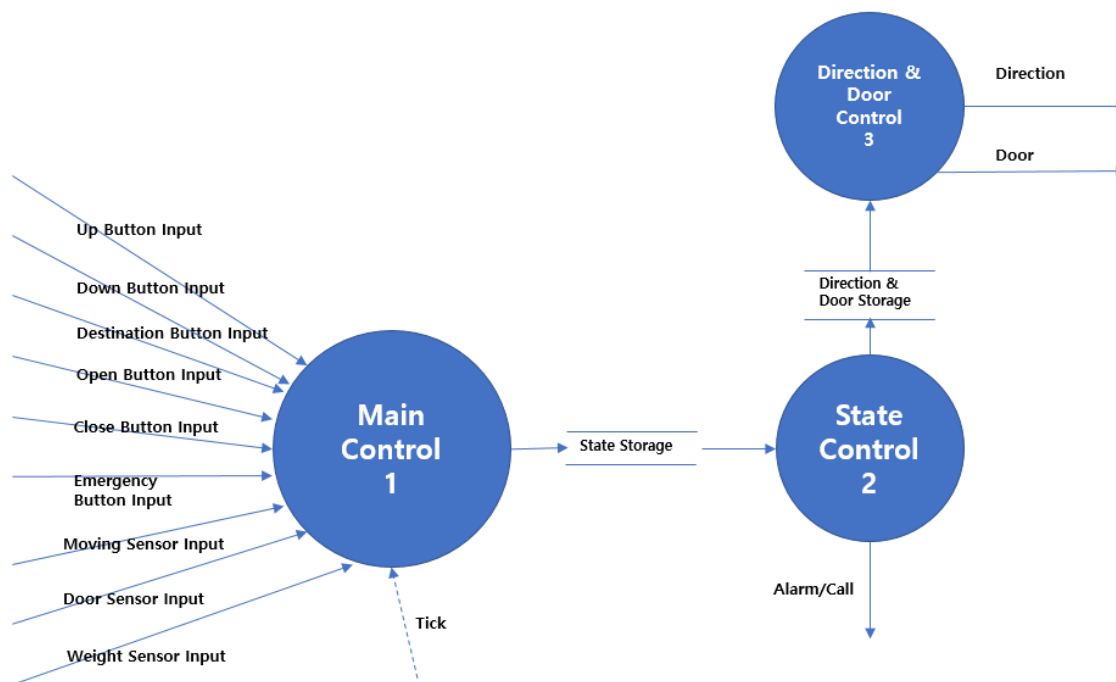 Direction &
Door
Control
3
Direction
Door
Up Button Input
Down Button Input
Destination Button Input
Open Button Input
Close Button Input
Emergency
Button Input
Moving Sensor Input
Door Sensor Input
Weight Sensor Input
Tick
Main
Control
1
State Storage
Direction &
Door Storage
State
Control
2
Alarm/Call